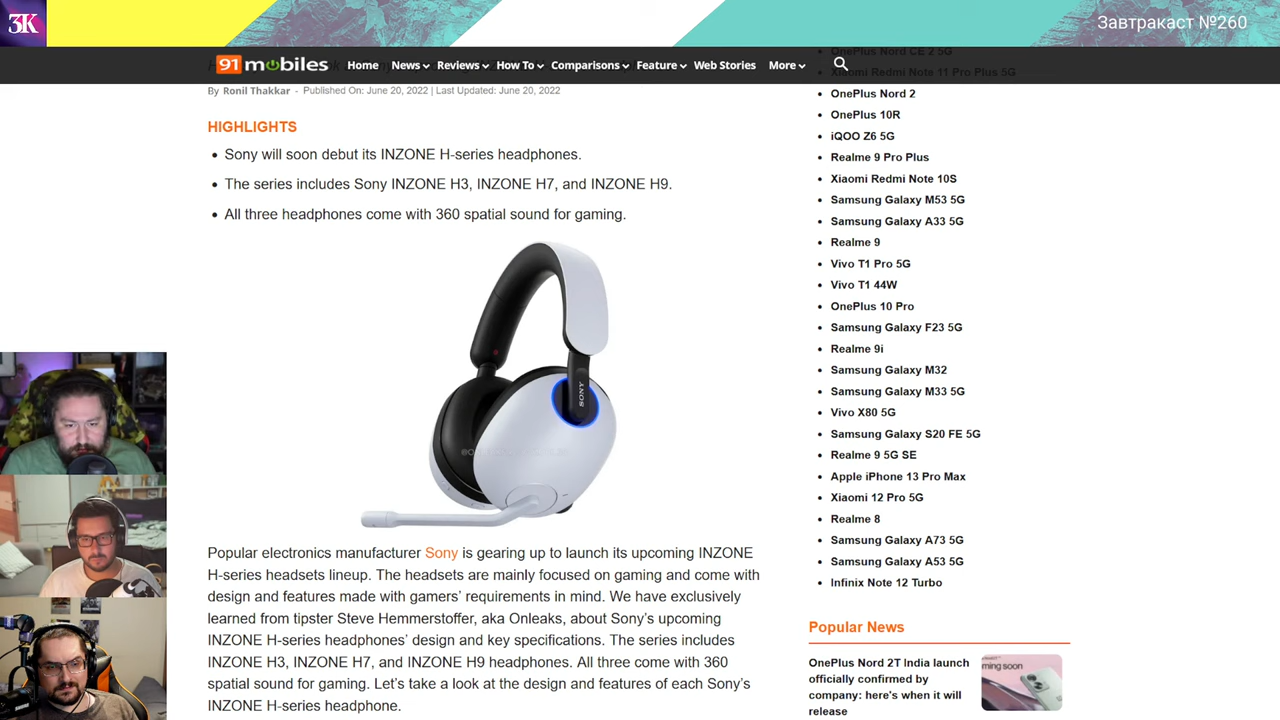 3K
Завтракаст №260
91mobiles
Home
News
Reviews
How To
Comparisons
Feature
Web Stories
More
By Ronil Thakkar - Published On: June 20, 2022 | Last Updated: June 20, 2022
HIGHLIGHTS
Sony will soon debut its INZONE H-series headphones.
The series includes Sony INZONE H3, INZONE H7, and INZONE H9.
All three headphones come with 360 spatial sound for gaming.
SONY
Popular electronics manufacturer Sony is gearing up to launch its upcoming INZONE
H-series headsets lineup. The headsets are mainly focused on gaming and come with
design and features made with gamers’ requirements in mind. We have exclusively
learned from tipster Steve Hemmerstoffer, aka Onleaks, about Sony’s upcoming
INZONE H-series headphones’ design and key specifications. The series includes
INZONE H3, INZONE H7, and INZONE H9 headphones. All three come with 360
spatial sound for gaming. Let’s take a look at the design and features of each Sony’s
INZONE H-series headphone.
OnePlus Nord CE 2 5G
Xiaomi Redmi Note 11 Pro Plus 5G
OnePlus Nord 2
OnePlus 10R
iQOO Z6 5G
Realme 9 Pro Plus
Xiaomi Redmi Note 10S
Samsung Galaxy M53 5G
Samsung Galaxy A33 5G
Realme 9
Vivo T1 Pro 5G
Vivo T1 44W
OnePlus 10 Pro
Samsung Galaxy F23 5G
Realme 9i
Samsung Galaxy M32
Samsung Galaxy M33 5G
Vivo X80 5G
Samsung Galaxy S20 FE 5G
Realme 9 5G SE
Apple iPhone 13 Pro Max
Xiaomi 12 Pro 5G
Realme 8
Samsung Galaxy A73 5G
Samsung Galaxy A53 5G
Infinix Note 12 Turbo
Popular News
OnePlus Nord 2T India launch
officially confirmed by
company: here's when it will
release
ming soon